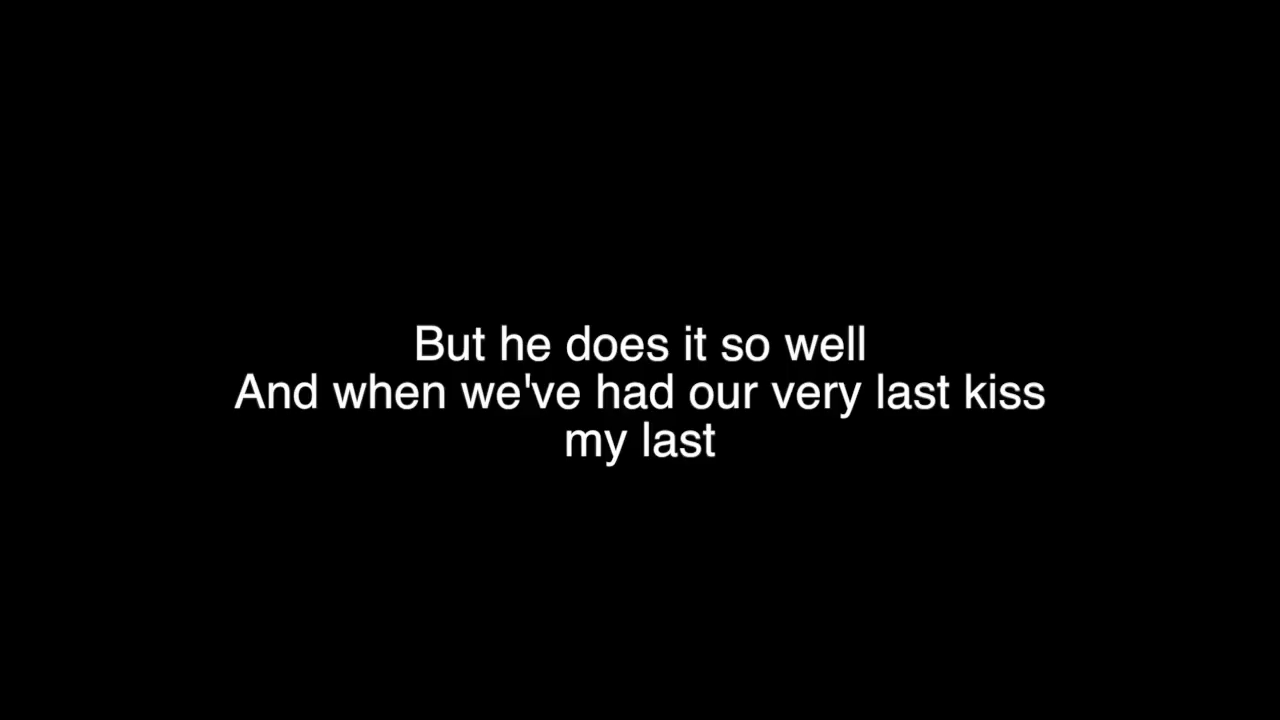 But he does it so well
And when we've had our very last kiss
my last